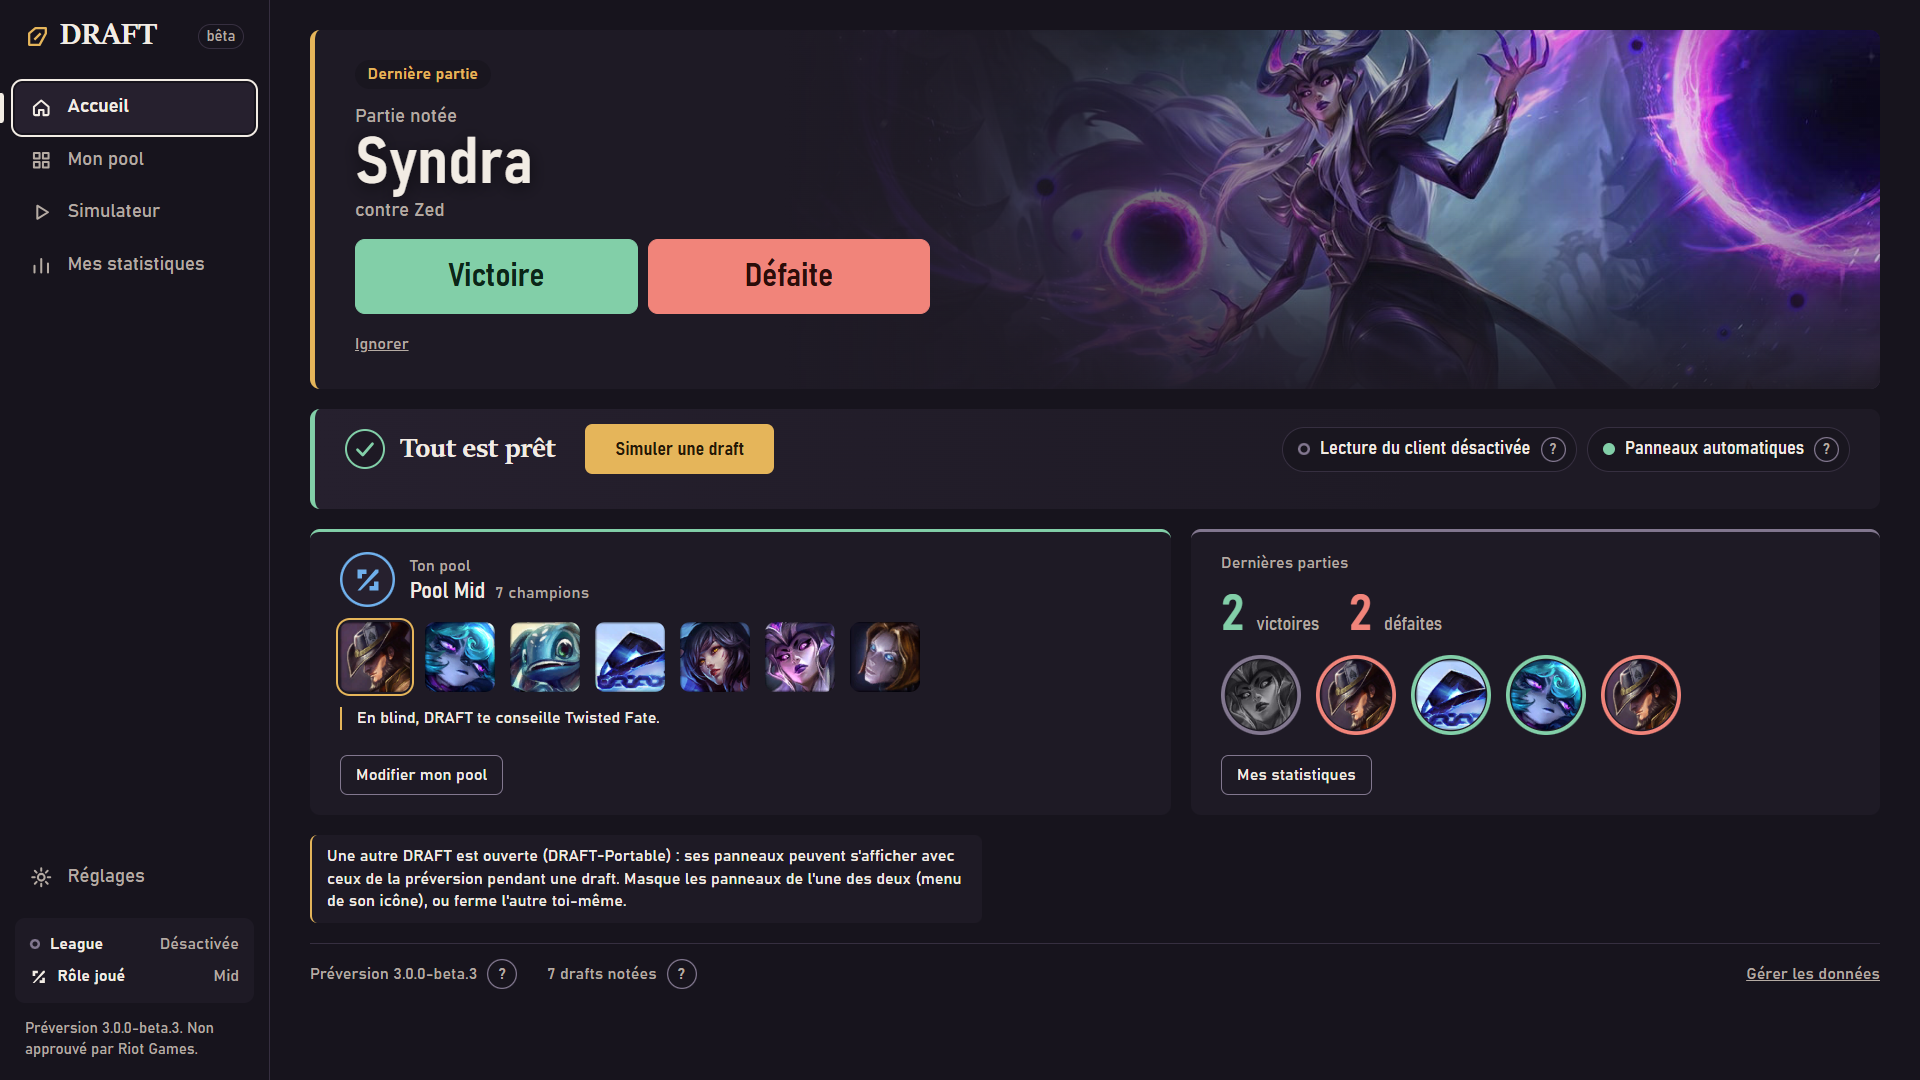 DRAFT
bêta
Accueil
Mon pool
Simulateur
Mes statistiques
Réglages
League
Désactivée
Rôle joué
Mid
Préversion 3.0.0-beta.3. Non
approuvé par Riot Games.
Dernière partie
Partie notée
Syndra
contre Zed
Victoire
Défaite
Ignorer
Tout est prêt
Simuler une draft
Lecture du client désactivée
?
Panneaux automatiques
?
Ton pool
Pool Mid 7 champions
En blind, DRAFT te conseille Twisted Fate.
Modifier mon pool
Dernières parties
2 victoires
2 défaites
Mes statistiques
Une autre DRAFT est ouverte (DRAFT-Portable) : ses panneaux peuvent s'afficher avec
ceux de la préversion pendant une draft. Masque les panneaux de l'une des deux (menu
de son icône), ou ferme l'autre toi-même.
Préversion 3.0.0-beta.3
?
7 drafts notées
?
Gérer les données